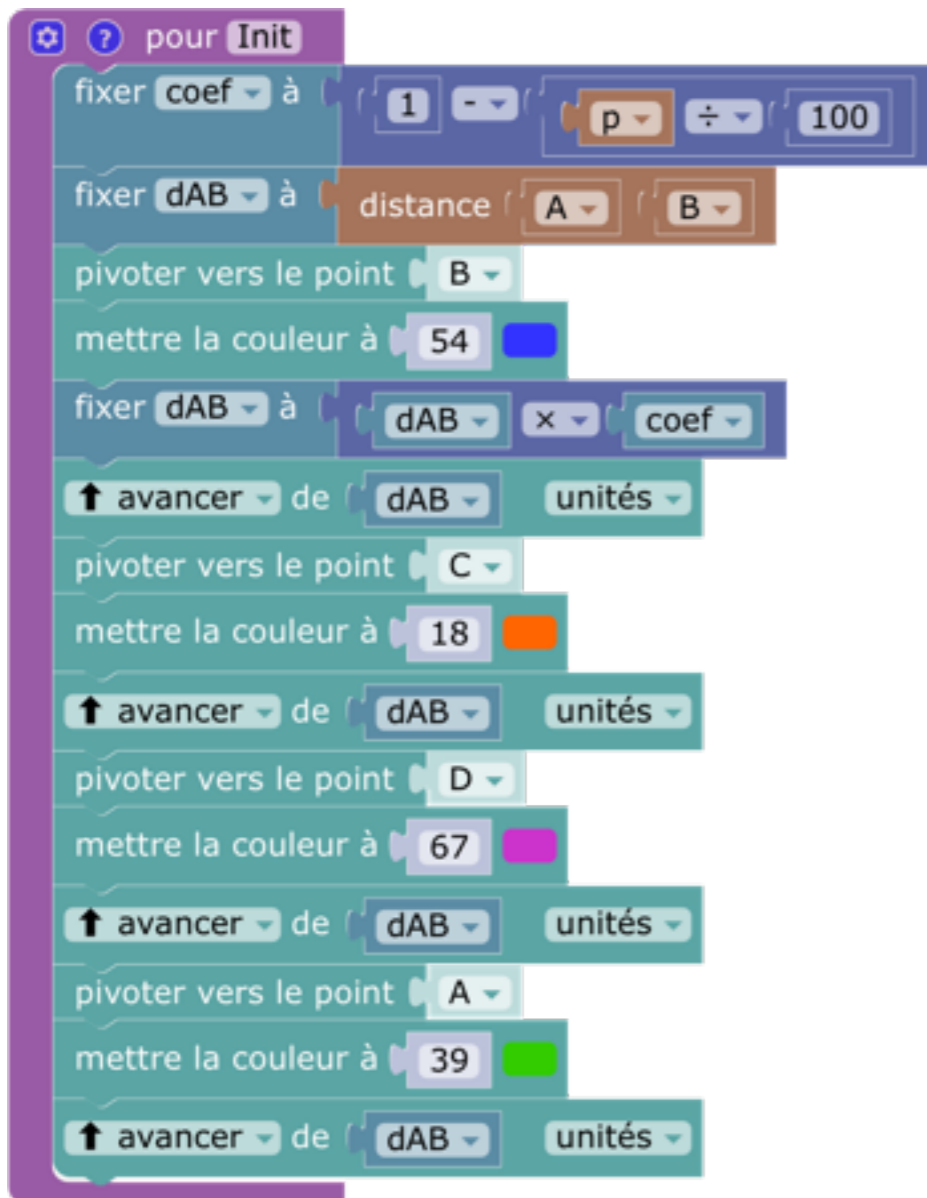 ? pour Init
fixer coef à 1 - p ÷ 100
fixer dAB à distance A B
pivoter vers le point B
mettre la couleur à 54
fixer dAB à dAB × coef
avancer de dAB unités
pivoter vers le point C
mettre la couleur à 18
avancer de dAB unités
pivoter vers le point D
mettre la couleur à 67
avancer de dAB unités
pivoter vers le point A
mettre la couleur à 39
avancer de dAB unités